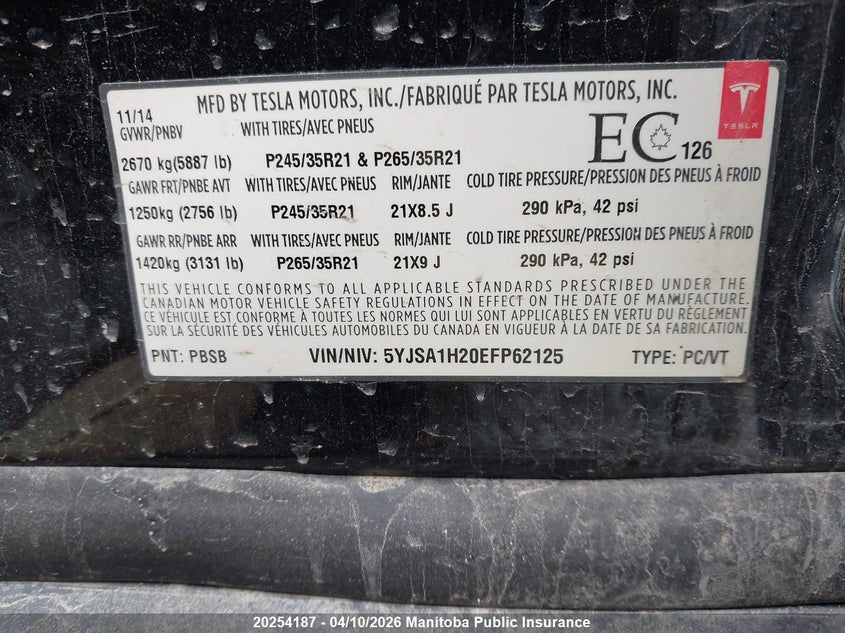 MFD BY TESLA MOTORS, INC./FABRIQUÉ PAR TESLA MOTORS, INC.
TESLA
11/14
GVWR/PNBV WITH TIRES/AVEC PNEUS
EC 126
2670 kg(5887 lb) P245/35R21 & P265/35R21
GAWR FRT/PNBE AVT WITH TIRES/AVEC PNEUS RIM/JANTE COLD TIRE PRESSURE/PRESSION DES PNEUS À FROID
1250kg (2756 lb) P245/35R21 21X8.5 J 290 kPa, 42 psi
GAWR RR/PNBE ARR WITH TIRES/AVEC PNEUS RIM/JANTE COLD TIRE PRESSURE/PRESSION DES PNEUS À FROID
1420kg (3131 lb) P265/35R21 21X9 J 290 kPa, 42 psi
THIS VEHICLE CONFORMS TO ALL APPLICABLE STANDARDS PRESCRIBED UNDER THE
CANADIAN MOTOR VEHICLE SAFETY REGULATIONS IN EFFECT ON THE DATE OF MANUFACTURE.
CE VÉHICULE EST CONFORME À TOUTES LES NORMES QUI LUI SONT APPLICABLES EN VERTU DU RÈGLEMENT
SUR LA SÉCURITÉ DES VÉHICULES AUTOMOBILES DU CANADA EN VIGUEUR À LA DATE DE SA FABRICATION
PNT: PBSB VIN/NIV: 5YJSA1H20EFP62125 TYPE: PC/VT
20254187 - 04/10/2026 Manitoba Public Insurance